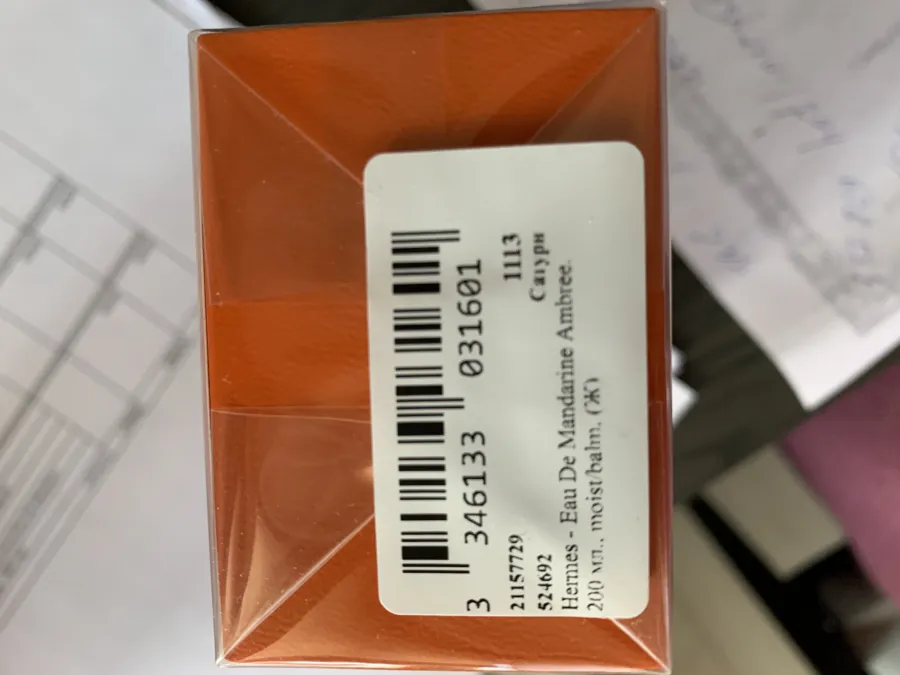 3 346133 031601
21157729 1113
524692 Сатурн
Hermes - Eau De Mandarine Ambree.
200 мл., moist/balm. (Ж)